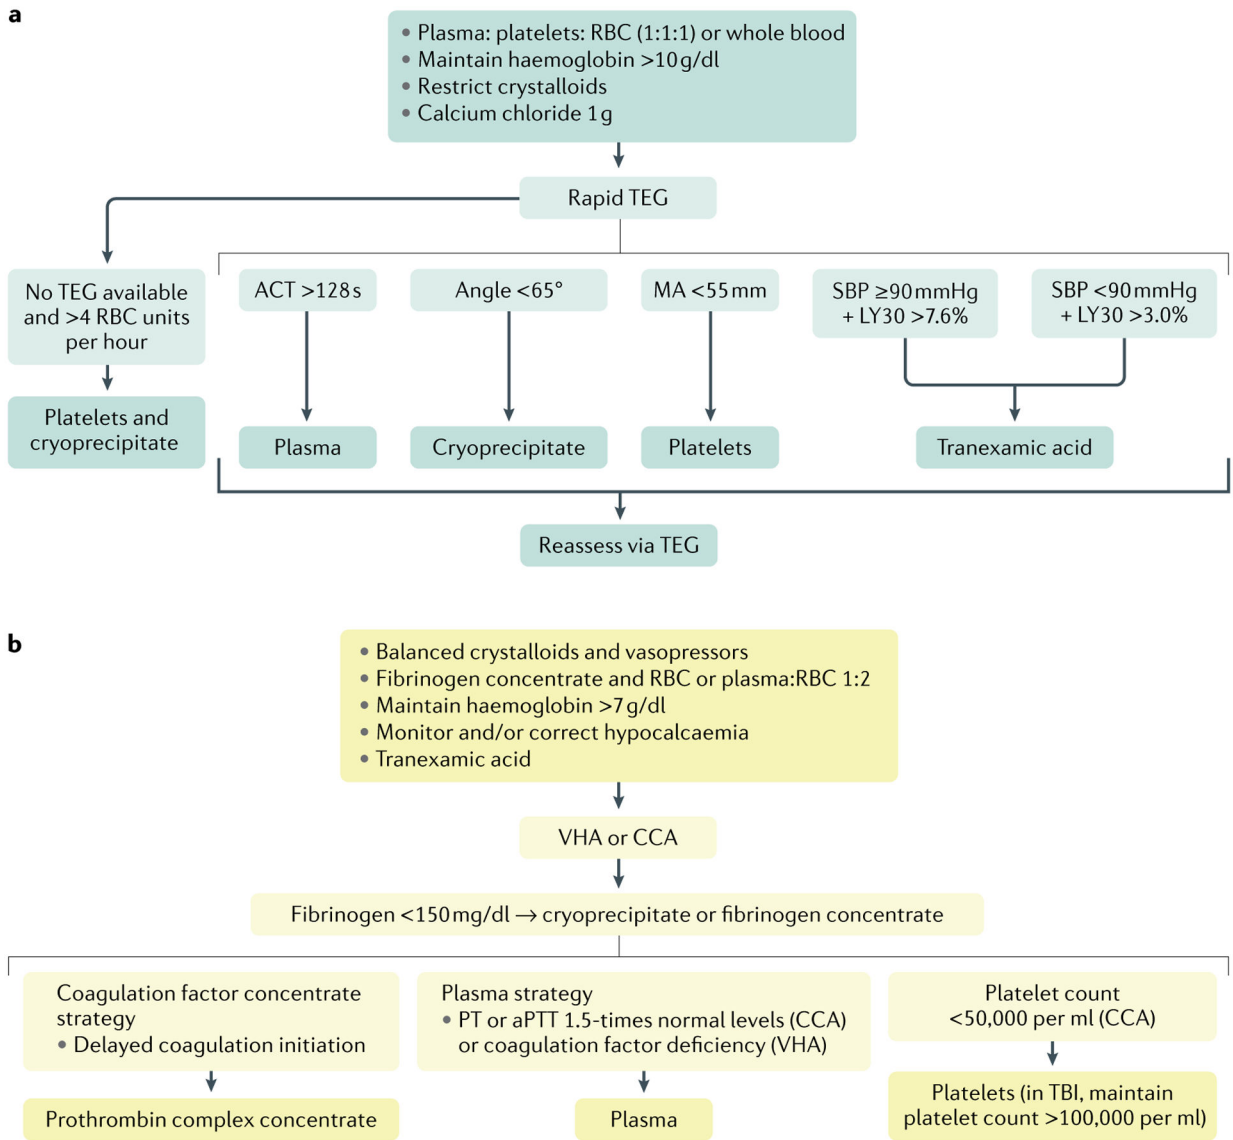 a
• Plasma: platelets: RBC (1:1:1) or whole blood
• Maintain haemoglobin >10 g/dl
• Restrict crystalloids
• Calcium chloride 1 g
Rapid TEG
No TEG available
and >4 RBC units
per hour
ACT >128 s
Angle <65°
MA <55 mm
SBP ≥90 mmHg
+ LY30 >7.6%
SBP <90 mmHg
+ LY30 >3.0%
Platelets and
cryoprecipitate
Plasma
Cryoprecipitate
Platelets
Tranexamic acid
Reassess via TEG
b
• Balanced crystalloids and vasopressors
• Fibrinogen concentrate and RBC or plasma:RBC 1:2
• Maintain haemoglobin >7 g/dl
• Monitor and/or correct hypocalcaemia
• Tranexamic acid
VHA or CCA
Fibrinogen <150 mg/dl → cryoprecipitate or fibrinogen concentrate
Coagulation factor concentrate
strategy
• Delayed coagulation initiation
Plasma strategy
• PT or aPTT 1.5-times normal levels (CCA)
or coagulation factor deficiency (VHA)
Platelet count
<50,000 per ml (CCA)
Prothrombin complex concentrate
Plasma
Platelets (in TBI, maintain
platelet count >100,000 per ml)